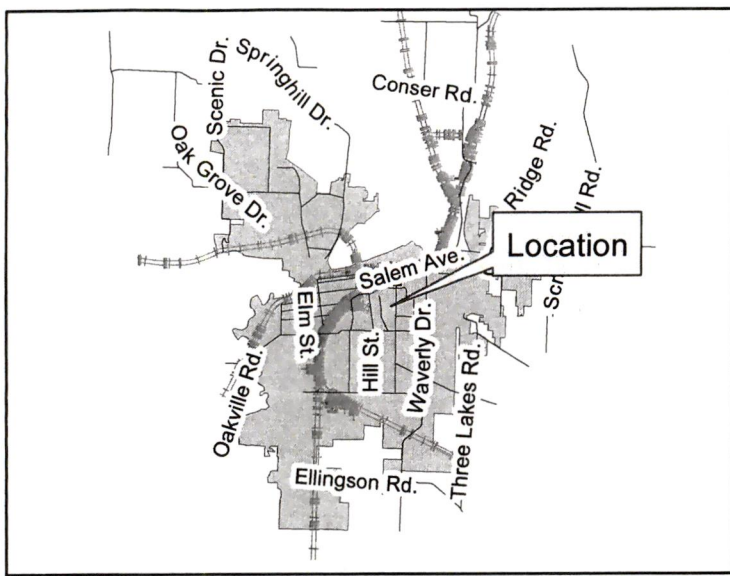 Scenic Dr.
Springhill Dr.
Conser Rd.
Oak Grove Dr.
Ridge Rd.
Location
Salem Ave.
Elm St.
Hill St.
Waverly Dr.
Oakville Rd.
Three Lakes Rd.
Ellingson Rd.